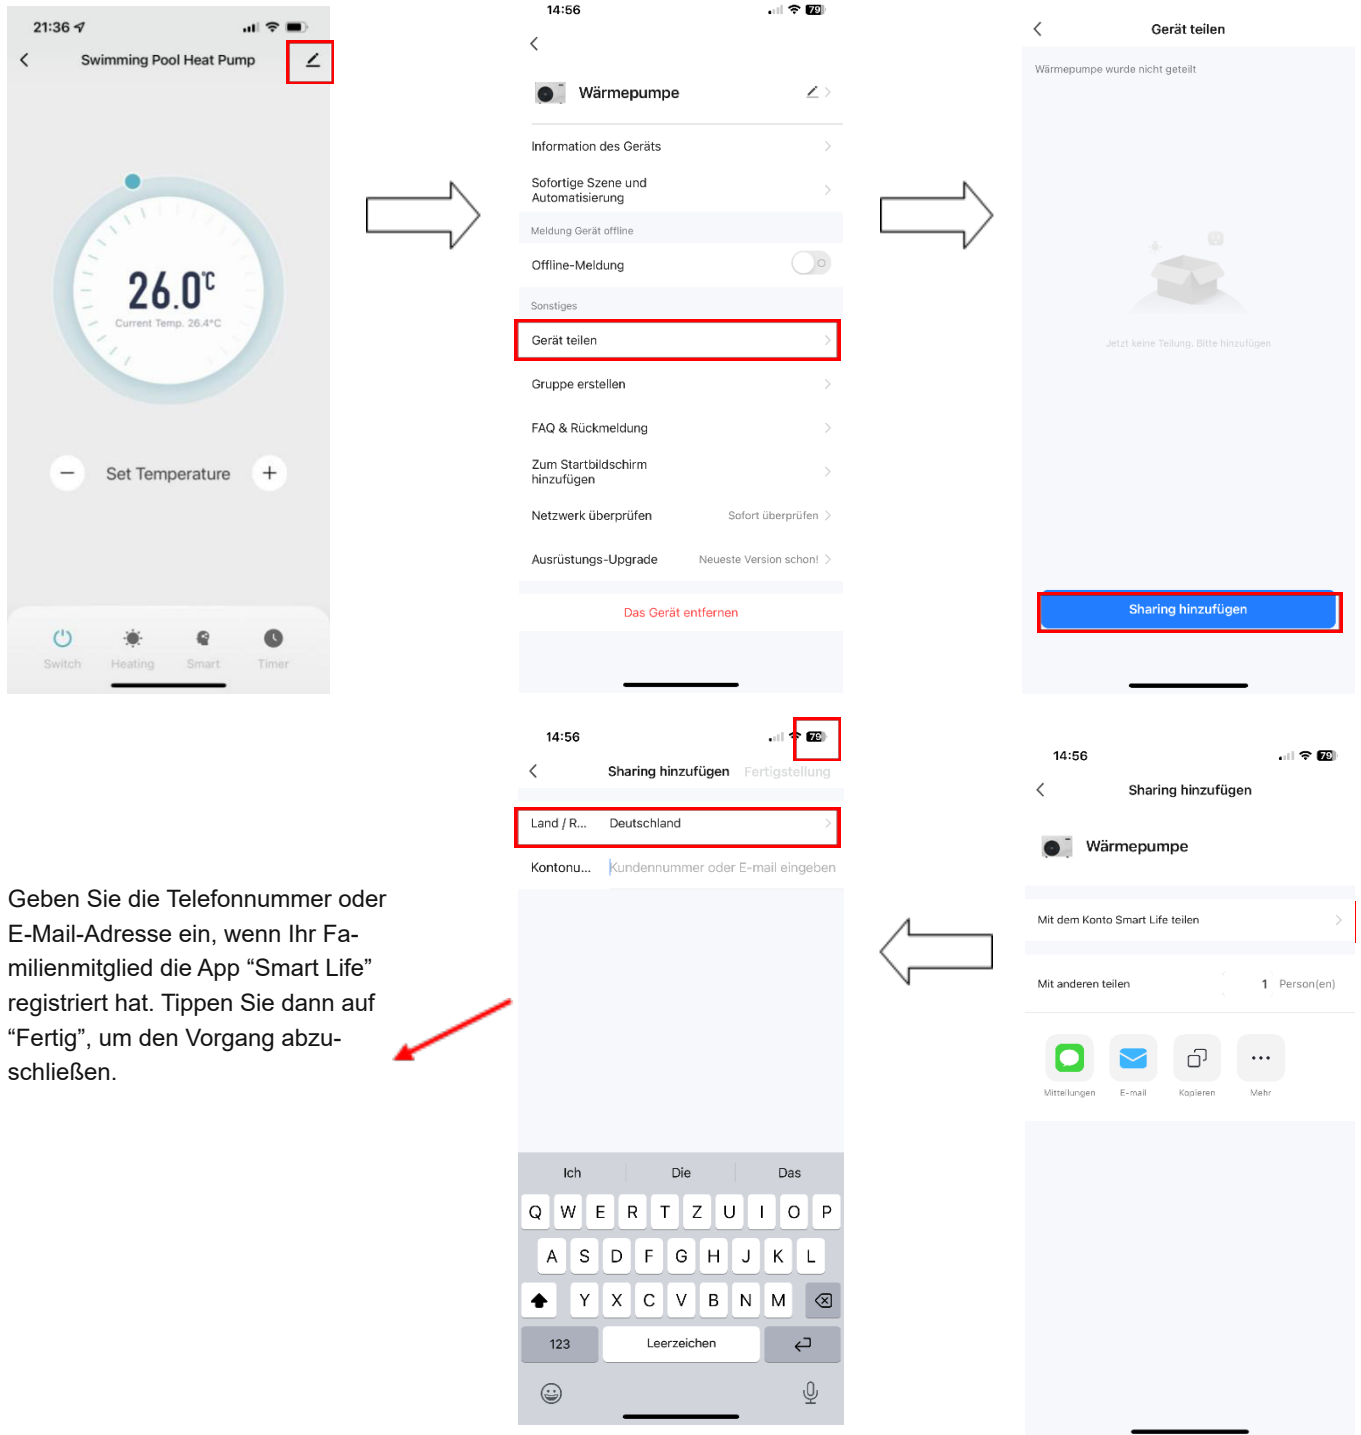 21:36
Swimming Pool Heat Pump
26.0°C
Current Temp. 26.4°C
Set Temperature
Switch
Heating
Smart
Timer
14:56
79
Wärmepumpe
Information des Geräts
Sofortige Szene und
Automatisierung
Meldung Gerät offline
Offline-Meldung
Sonstiges
Gerät teilen
Gruppe erstellen
FAQ & Rückmeldung
Zum Startbildschirm
hinzufügen
Netzwerk überprüfen Sofort überprüfen
Ausrüstungs-Upgrade Neueste Version schon!
Das Gerät entfernen
Gerät teilen
Wärmepumpe wurde nicht geteilt
Jetzt keine Teilung. Bitte hinzufügen
Sharing hinzufügen
14:56
79
Sharing hinzufügen
Wärmepumpe
Mit dem Konto Smart Life teilen
Mit anderen teilen 1 Person(en)
Mitteilungen
E-mail
Kopieren
Mehr
14:56
79
Sharing hinzufügen Fertigstellung
Land / R... Deutschland
Kontonu... Kundennummer oder E-mail eingeben
Ich Die Das
Q W E R T Z U I O P
A S D F G H J K L
Y X C V B N M
123 Leerzeichen
Geben Sie die Telefonnummer oder
E-Mail-Adresse ein, wenn Ihr Fa-
milienmitglied die App “Smart Life”
registriert hat. Tippen Sie dann auf
“Fertig”, um den Vorgang abzu-
schließen.